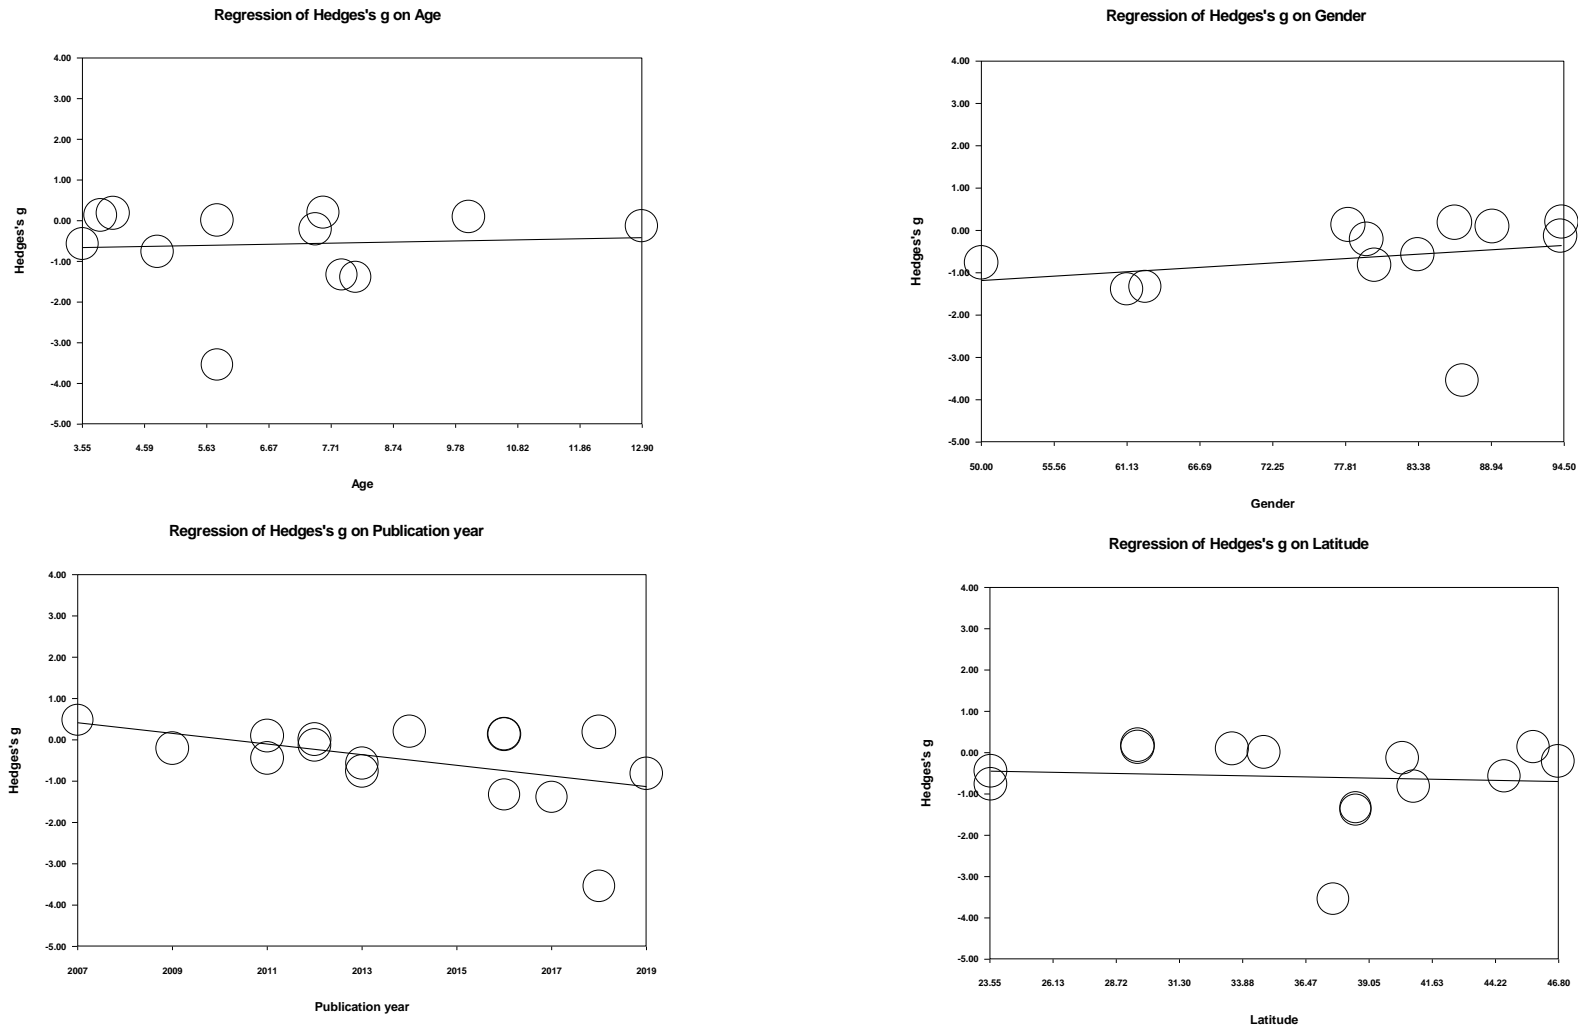 Regression of Hedges's g on Age
4.00
3.00
2.00
1.00
0.00
-1.00
-2.00
-3.00
-4.00
-5.00
Hedges's g
3.55 4.59 5.63 6.67 7.71 8.74 9.78 10.82 11.86 12.90
Age
Regression of Hedges's g on Gender
4.00
3.00
2.00
1.00
0.00
-1.00
-2.00
-3.00
-4.00
-5.00
Hedges's g
50.00 55.56 61.13 66.69 72.25 77.81 83.38 88.94 94.50
Gender
Regression of Hedges's g on Publication year
4.00
3.00
2.00
1.00
0.00
-1.00
-2.00
-3.00
-4.00
-5.00
Hedges's g
2007 2009 2011 2013 2015 2017 2019
Publication year
Regression of Hedges's g on Latitude
4.00
3.00
2.00
1.00
0.00
-1.00
-2.00
-3.00
-4.00
-5.00
Hedges's g
23.55 26.13 28.72 31.30 33.88 36.47 39.05 41.63 44.22 46.80
Latitude